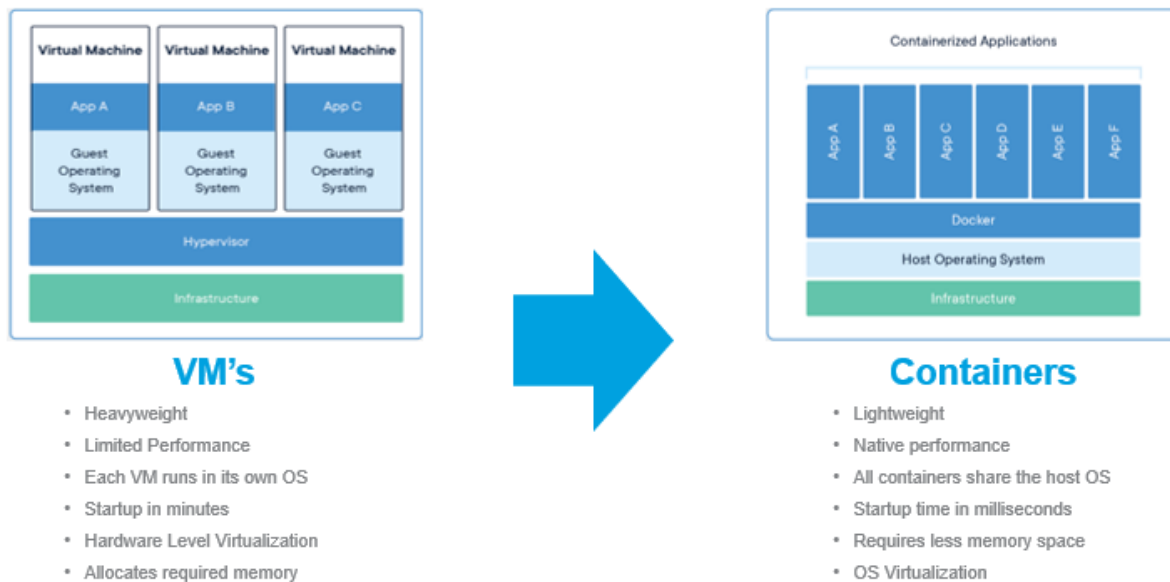 Virtual Machine
App A
Guest
Operating
System
Virtual Machine
App B
Guest
Operating
System
Virtual Machine
App C
Guest
Operating
System
Hypervisor
Infrastructure
VM's
• Heavyweight
• Limited Performance
• Each VM runs in its own OS
• Startup in minutes
• Hardware Level Virtualization
• Allocates required memory
Containerized Applications
App A
App B
App C
App D
App E
App F
Docker
Host Operating System
Infrastructure
Containers
• Lightweight
• Native performance
• All containers share the host OS
• Startup time in milliseconds
• Requires less memory space
• OS Virtualization